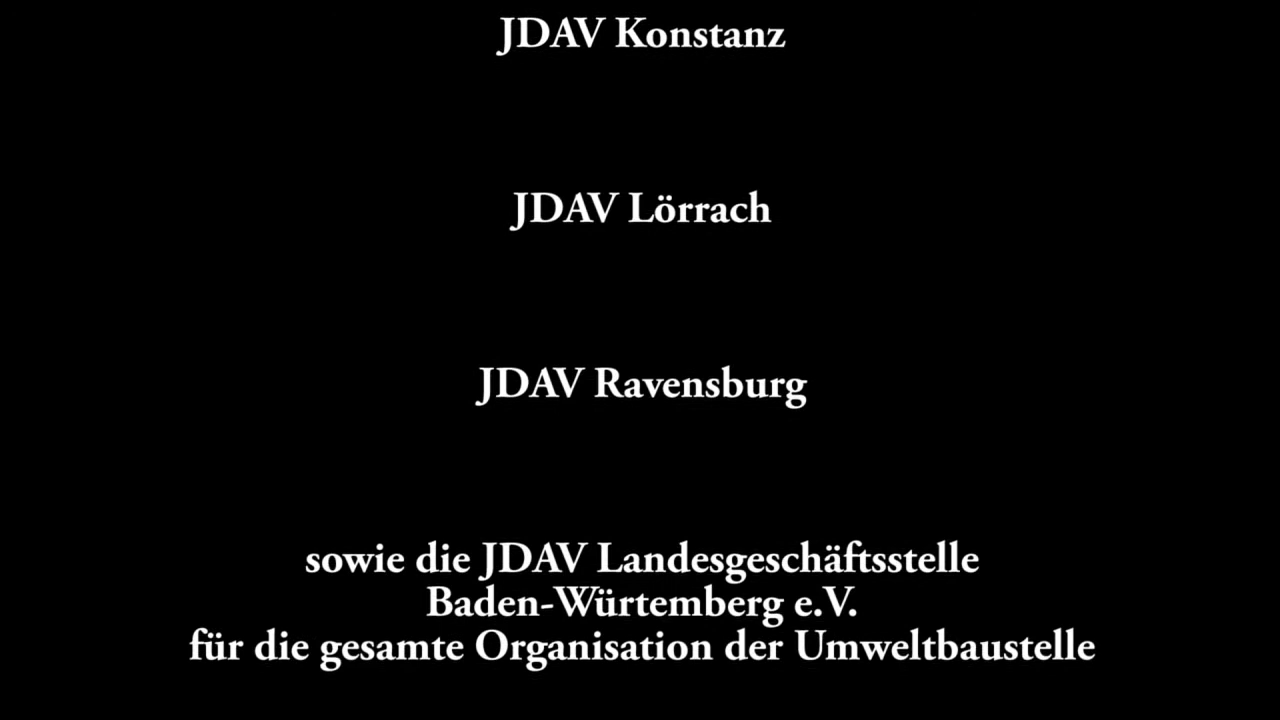 JDAV Konstanz
JDAV Lörrach
JDAV Ravensburg
sowie die JDAV Landesgeschäftsstelle
Baden-Würtemberg e.V.
für die gesamte Organisation der Umweltbaustelle